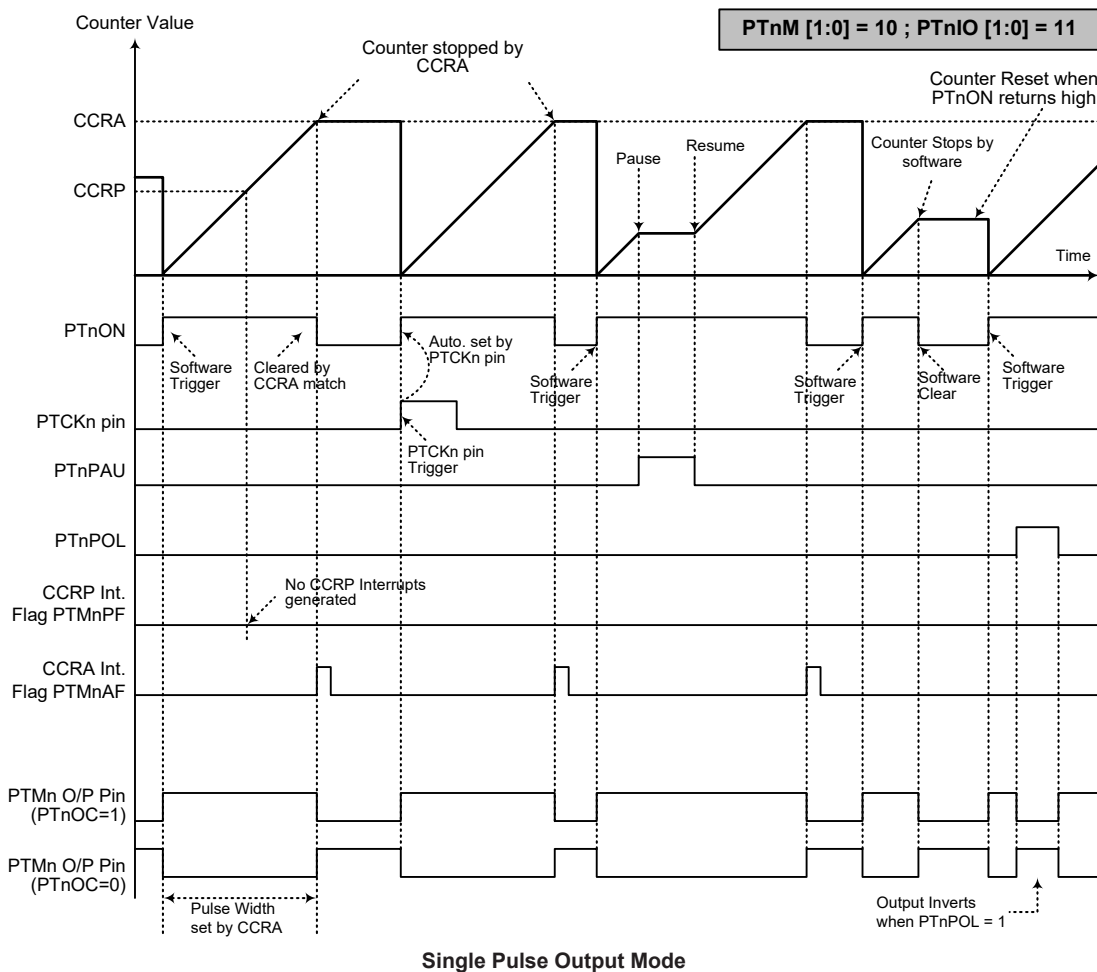 Counter Value
PTnM [1:0] = 10 ; PTnIO [1:0] = 11
Counter stopped by
CCRA
Counter Reset when
PTnON returns high
CCRA
Pause
Resume
Counter Stops by
software
CCRP
Time
PTnON
Software
Trigger
Cleared by
CCRA match
Auto. set by
PTCKn pin
Software
Trigger
Software
Trigger
Software
Clear
Software
Trigger
PTCKn pin
PTCKn pin
Trigger
PTnPAU
PTnPOL
CCRP Int.
Flag PTMnPF
No CCRP Interrupts
generated
CCRA Int.
Flag PTMnAF
PTMn O/P Pin
(PTnOC=1)
PTMn O/P Pin
(PTnOC=0)
Pulse Width
set by CCRA
Output Inverts
when PTnPOL = 1
Single Pulse Output Mode